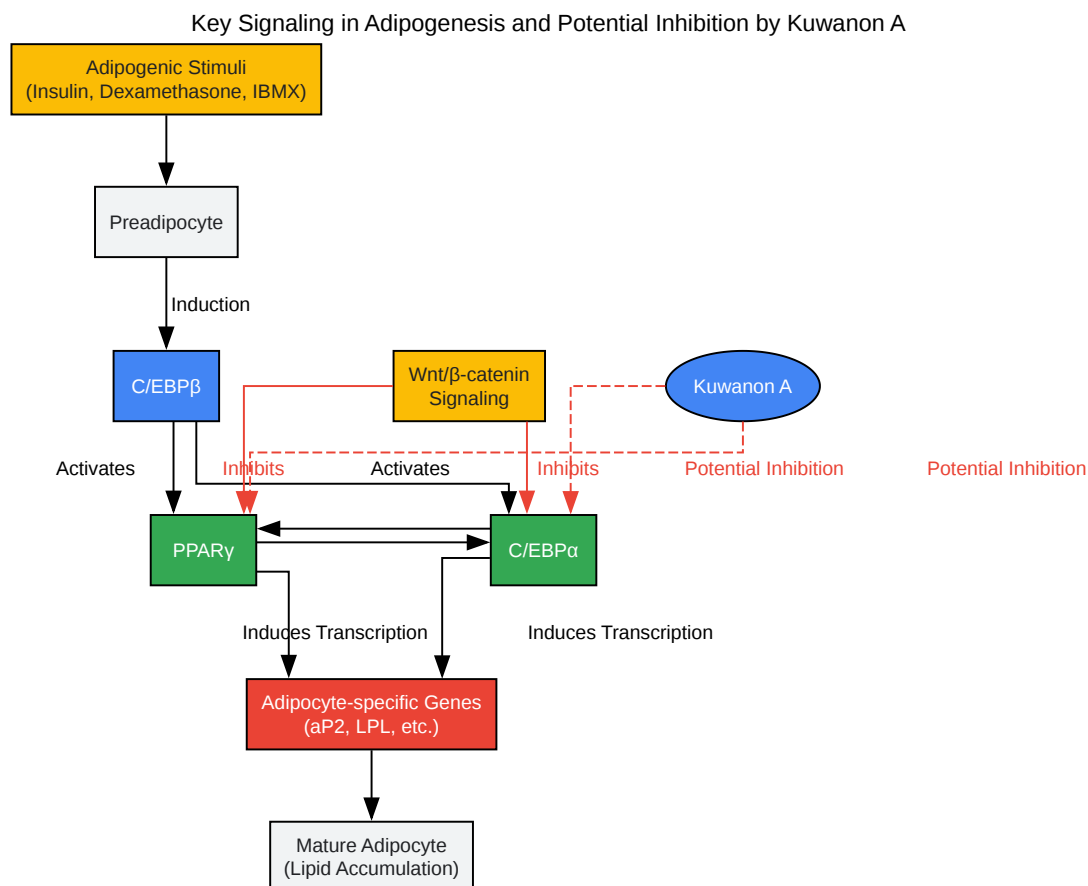 Key Signaling in Adipogenesis and Potential Inhibition by Kuwanon A
Adipogenic Stimuli
(Insulin, Dexamethasone, IBMX)
Preadipocyte
Induction
C/EBPβ
Wnt/β-catenin
Signaling
Kuwanon A
Activates
Inhibits
Activates
Inhibits
Potential Inhibition
Potential Inhibition
PPARγ
C/EBPα
Induces Transcription
Induces Transcription
Adipocyte-specific Genes
(aP2, LPL, etc.)
Mature Adipocyte
(Lipid Accumulation)